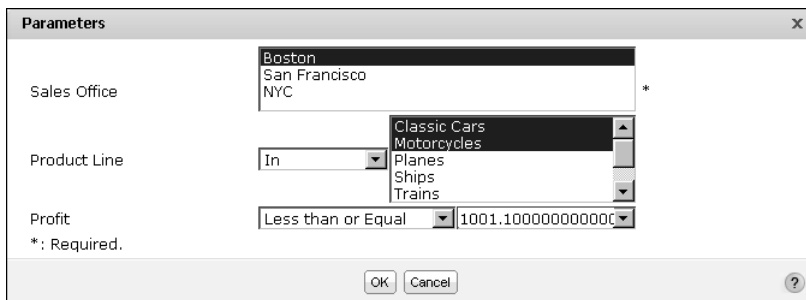 Parameters x
Sales Office
Boston
San Francisco
NYC
*
Product Line
In
Classic Cars
Motorcycles
Planes
Ships
Trains
Profit
Less than or Equal
1001.100000000000
*: Required.
OK Cancel ?